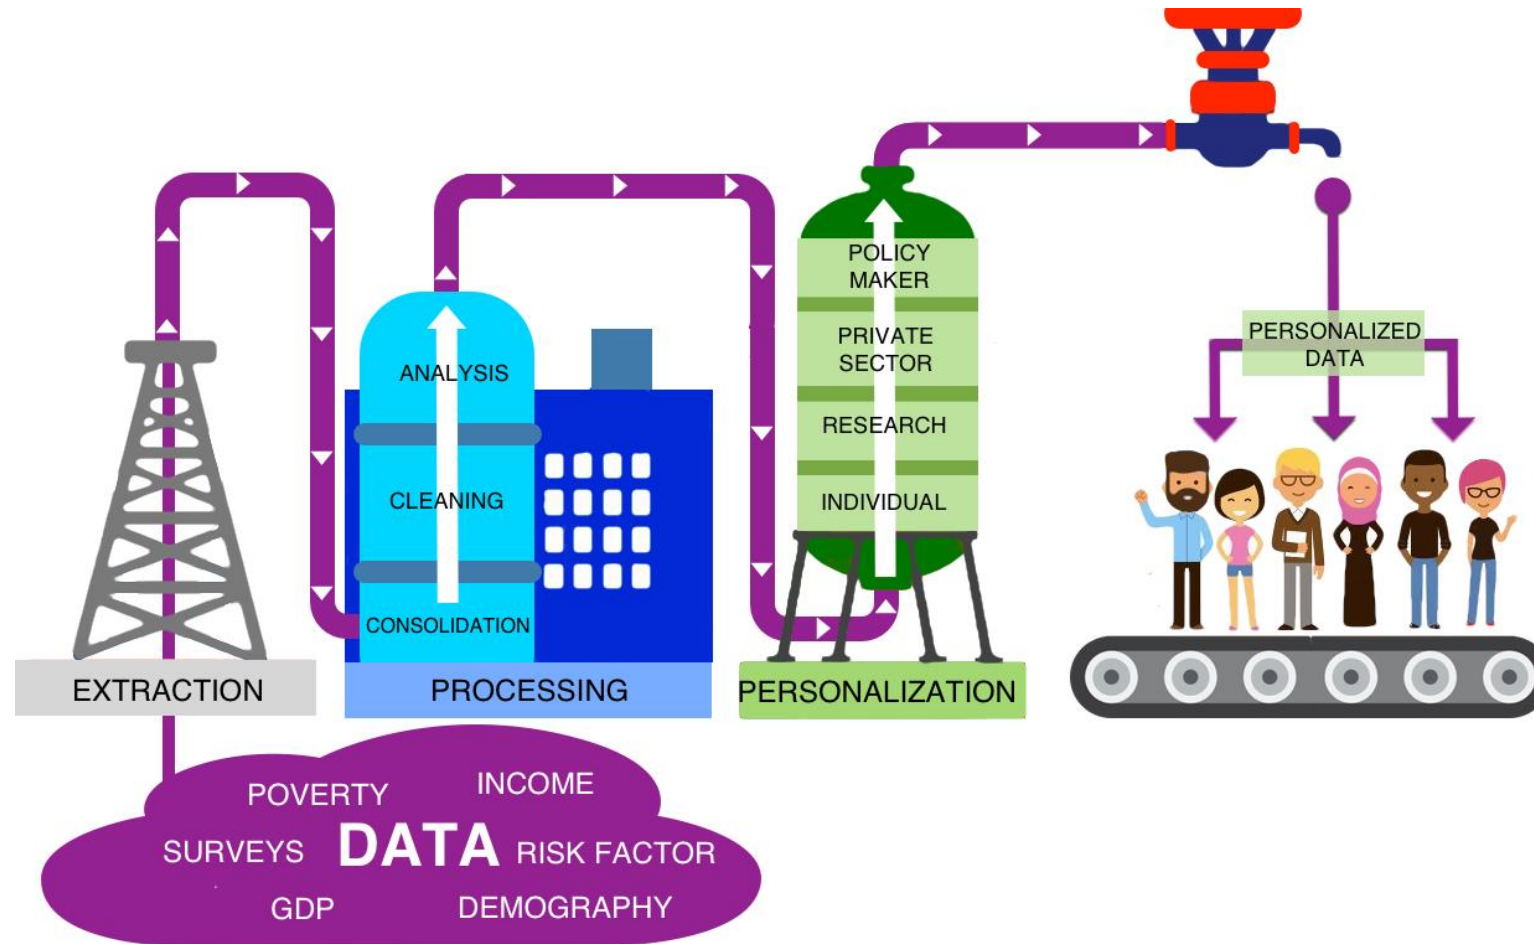 POLICY
MAKER
PRIVATE
SECTOR
RESEARCH
INDIVIDUAL
PERSONALIZED
DATA
ANALYSIS
CLEANING
CONSOLIDATION
EXTRACTION
PROCESSING
PERSONALIZATION
POVERTY
INCOME
SURVEYS
DATA
RISK FACTOR
GDP
DEMOGRAPHY